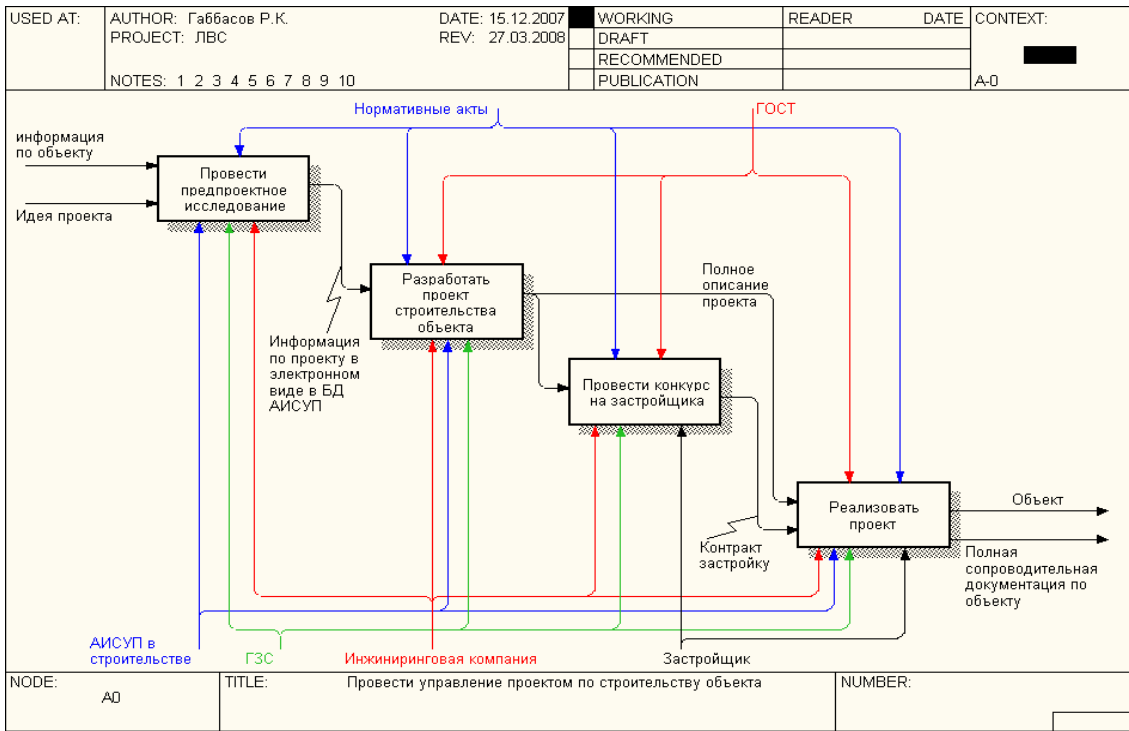 USED AT:
AUTHOR: Габбасов Р.К.
DATE: 15.12.2007
PROJECT: ЛВС
REV: 27.03.2008
NOTES: 1 2 3 4 5 6 7 8 9 10
WORKING
DRAFT
RECOMMENDED
PUBLICATION
READER
DATE
CONTEXT:
A-0
Нормативные акты
ГОСТ
информация
по объекту
Идея проекта
Провести
предпроектное
исследование
Разработать
проект
строительства
объекта
Полное
описание
проекта
Информация
по проекту в
электронном
виде в БД
АИСУП
Провести конкурс
на застройщика
Реализовать
проект
Объект
Контракт
застройку
Полная
сопроводительная
документация по
объекту
АИСУП в
строительстве
ГЗС
Инжиниринговая компания
Застройщик
NODE:
A0
TITLE:
Провести управление проектом по строительству объекта
NUMBER: